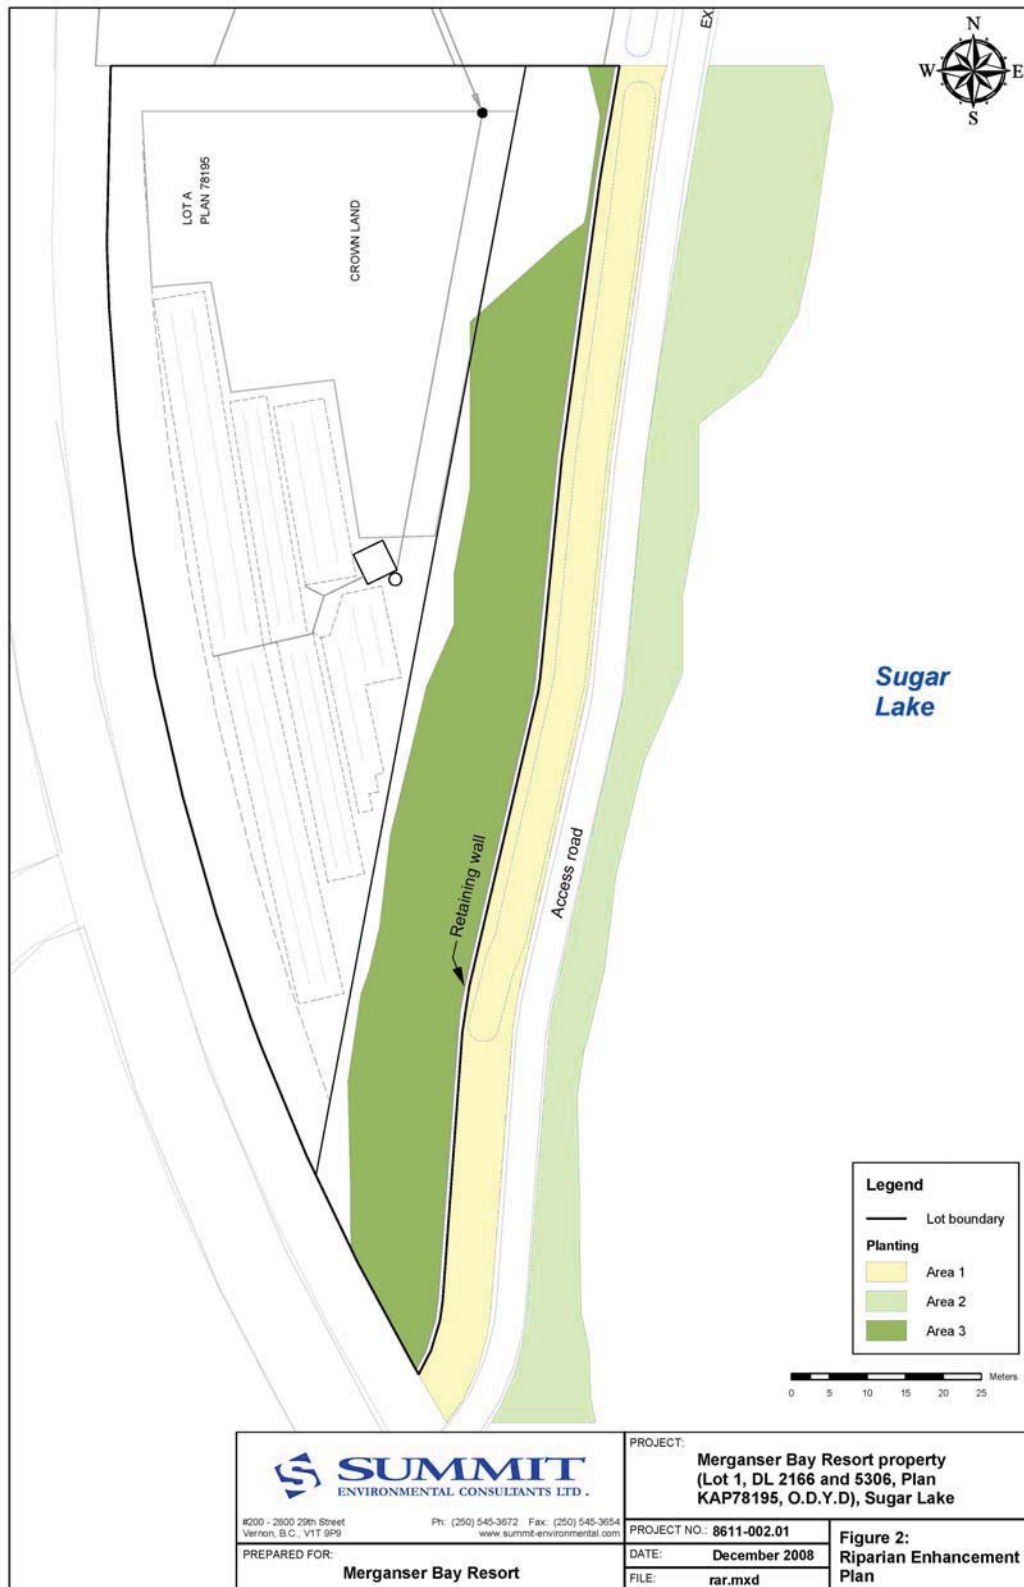 EX
N
W E
S
LOT A
PLAN 78195
CROWN LAND
Sugar
Lake
Retaining wall
Access road
Legend
Lot boundary
Planting
Area 1
Area 2
Area 3
Meters
0 5 10 15 20 25
SUMMIT
ENVIRONMENTAL CONSULTANTS LTD.
#200 - 2800 29th Street
Vernon, B.C., V1T 9P9
Ph: (250) 545-3672 Fax: (250) 545-3654
www.summit-environmental.com
PREPARED FOR:
Merganser Bay Resort
PROJECT:
Merganser Bay Resort property
(Lot 1, DL 2166 and 5306, Plan
KAP78195, O.D.Y.D), Sugar Lake
PROJECT NO.: 8611-002.01
DATE: December 2008
FILE: rar.mxd
Figure 2:
Riparian Enhancement
Plan